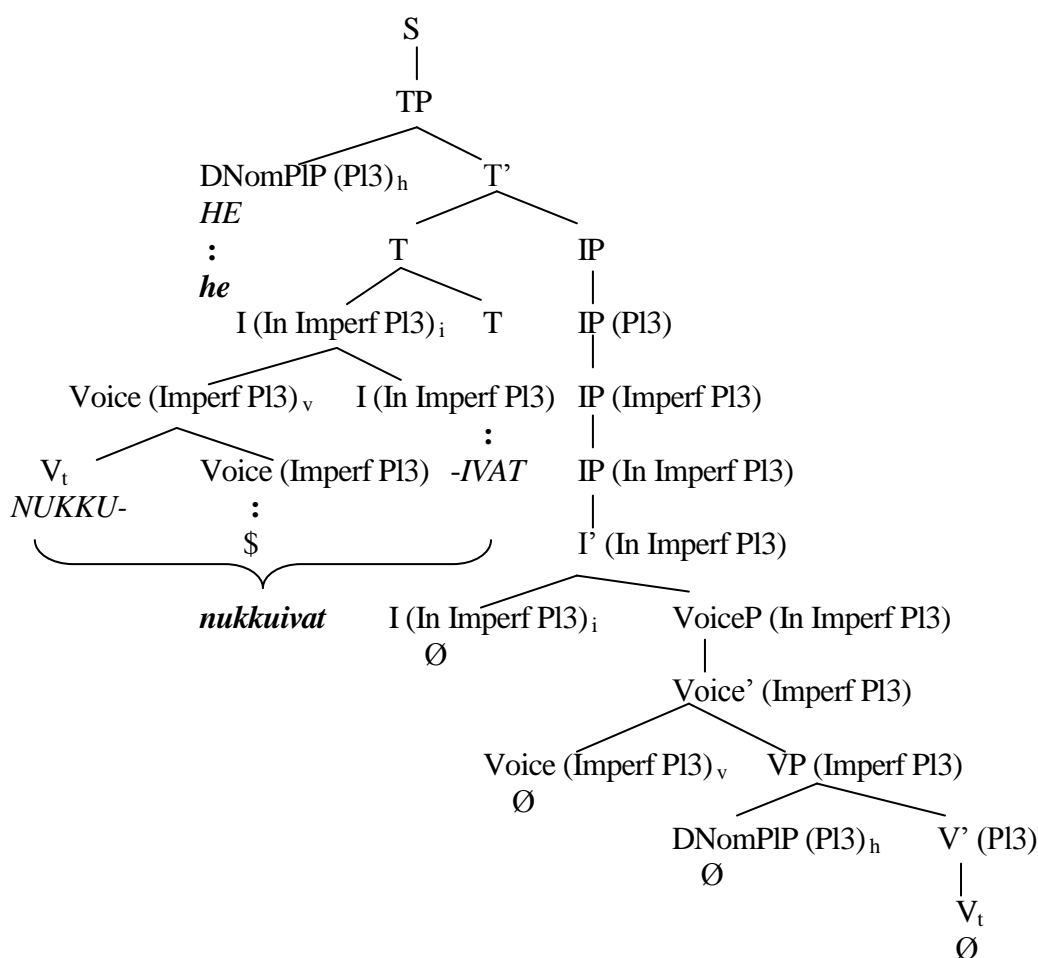 S
TP
DNomPlP (Pl3)h T’
HE
:
he
T IP
I (In Imperf Pl3)i T IP (Pl3)
Voice (Imperf Pl3)v I (In Imperf Pl3) IP (Imperf Pl3)
:
Vt Voice (Imperf Pl3) -IVAT IP (In Imperf Pl3)
NUKKU- :
$ I’ (In Imperf Pl3)
nukkuivat I (In Imperf Pl3)i VoiceP (In Imperf Pl3)
Ø
Voice’ (Imperf Pl3)
Voice (Imperf Pl3)v VP (Imperf Pl3)
Ø
DNomPlP (Pl3)h V’ (Pl3)
Ø
Vt
Ø